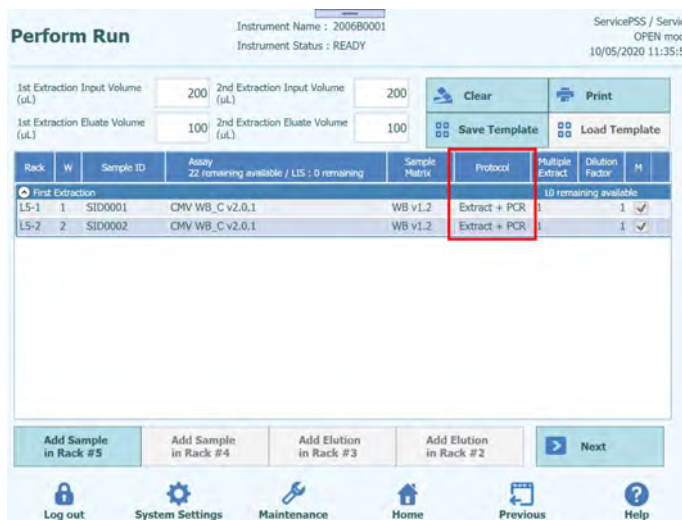 Perform Run
Instrument Name : 2006B0001
Instrument Status : READY
ServicePSS / Servic
OPEN mod
10/05/2020 11:35:5
1st Extraction Input Volume (uL) 200 2nd Extraction Input Volume (uL) 200
1st Extraction Eluate Volume (uL) 100 2nd Extraction Eluate Volume (uL) 100
Clear Print
Save Template Load Template
Rack W Sample ID Assay 22 remaining available / LIS : 0 remaining Sample Matrix Protocol Multiple Extract Dilution Factor M
First Extraction 10 remaining available
L5-1 1 SID0001 CMV WB_C v2.0.1 WB v1.2 Extract + PCR 1 1
L5-2 2 SID0002 CMV WB_C v2.0.1 WB v1.2 Extract + PCR 1 1
Add Sample in Rack #5 Add Sample in Rack #4 Add Elution in Rack #3 Add Elution in Rack #2 Next
Log out System Settings Maintenance Home Previous Help